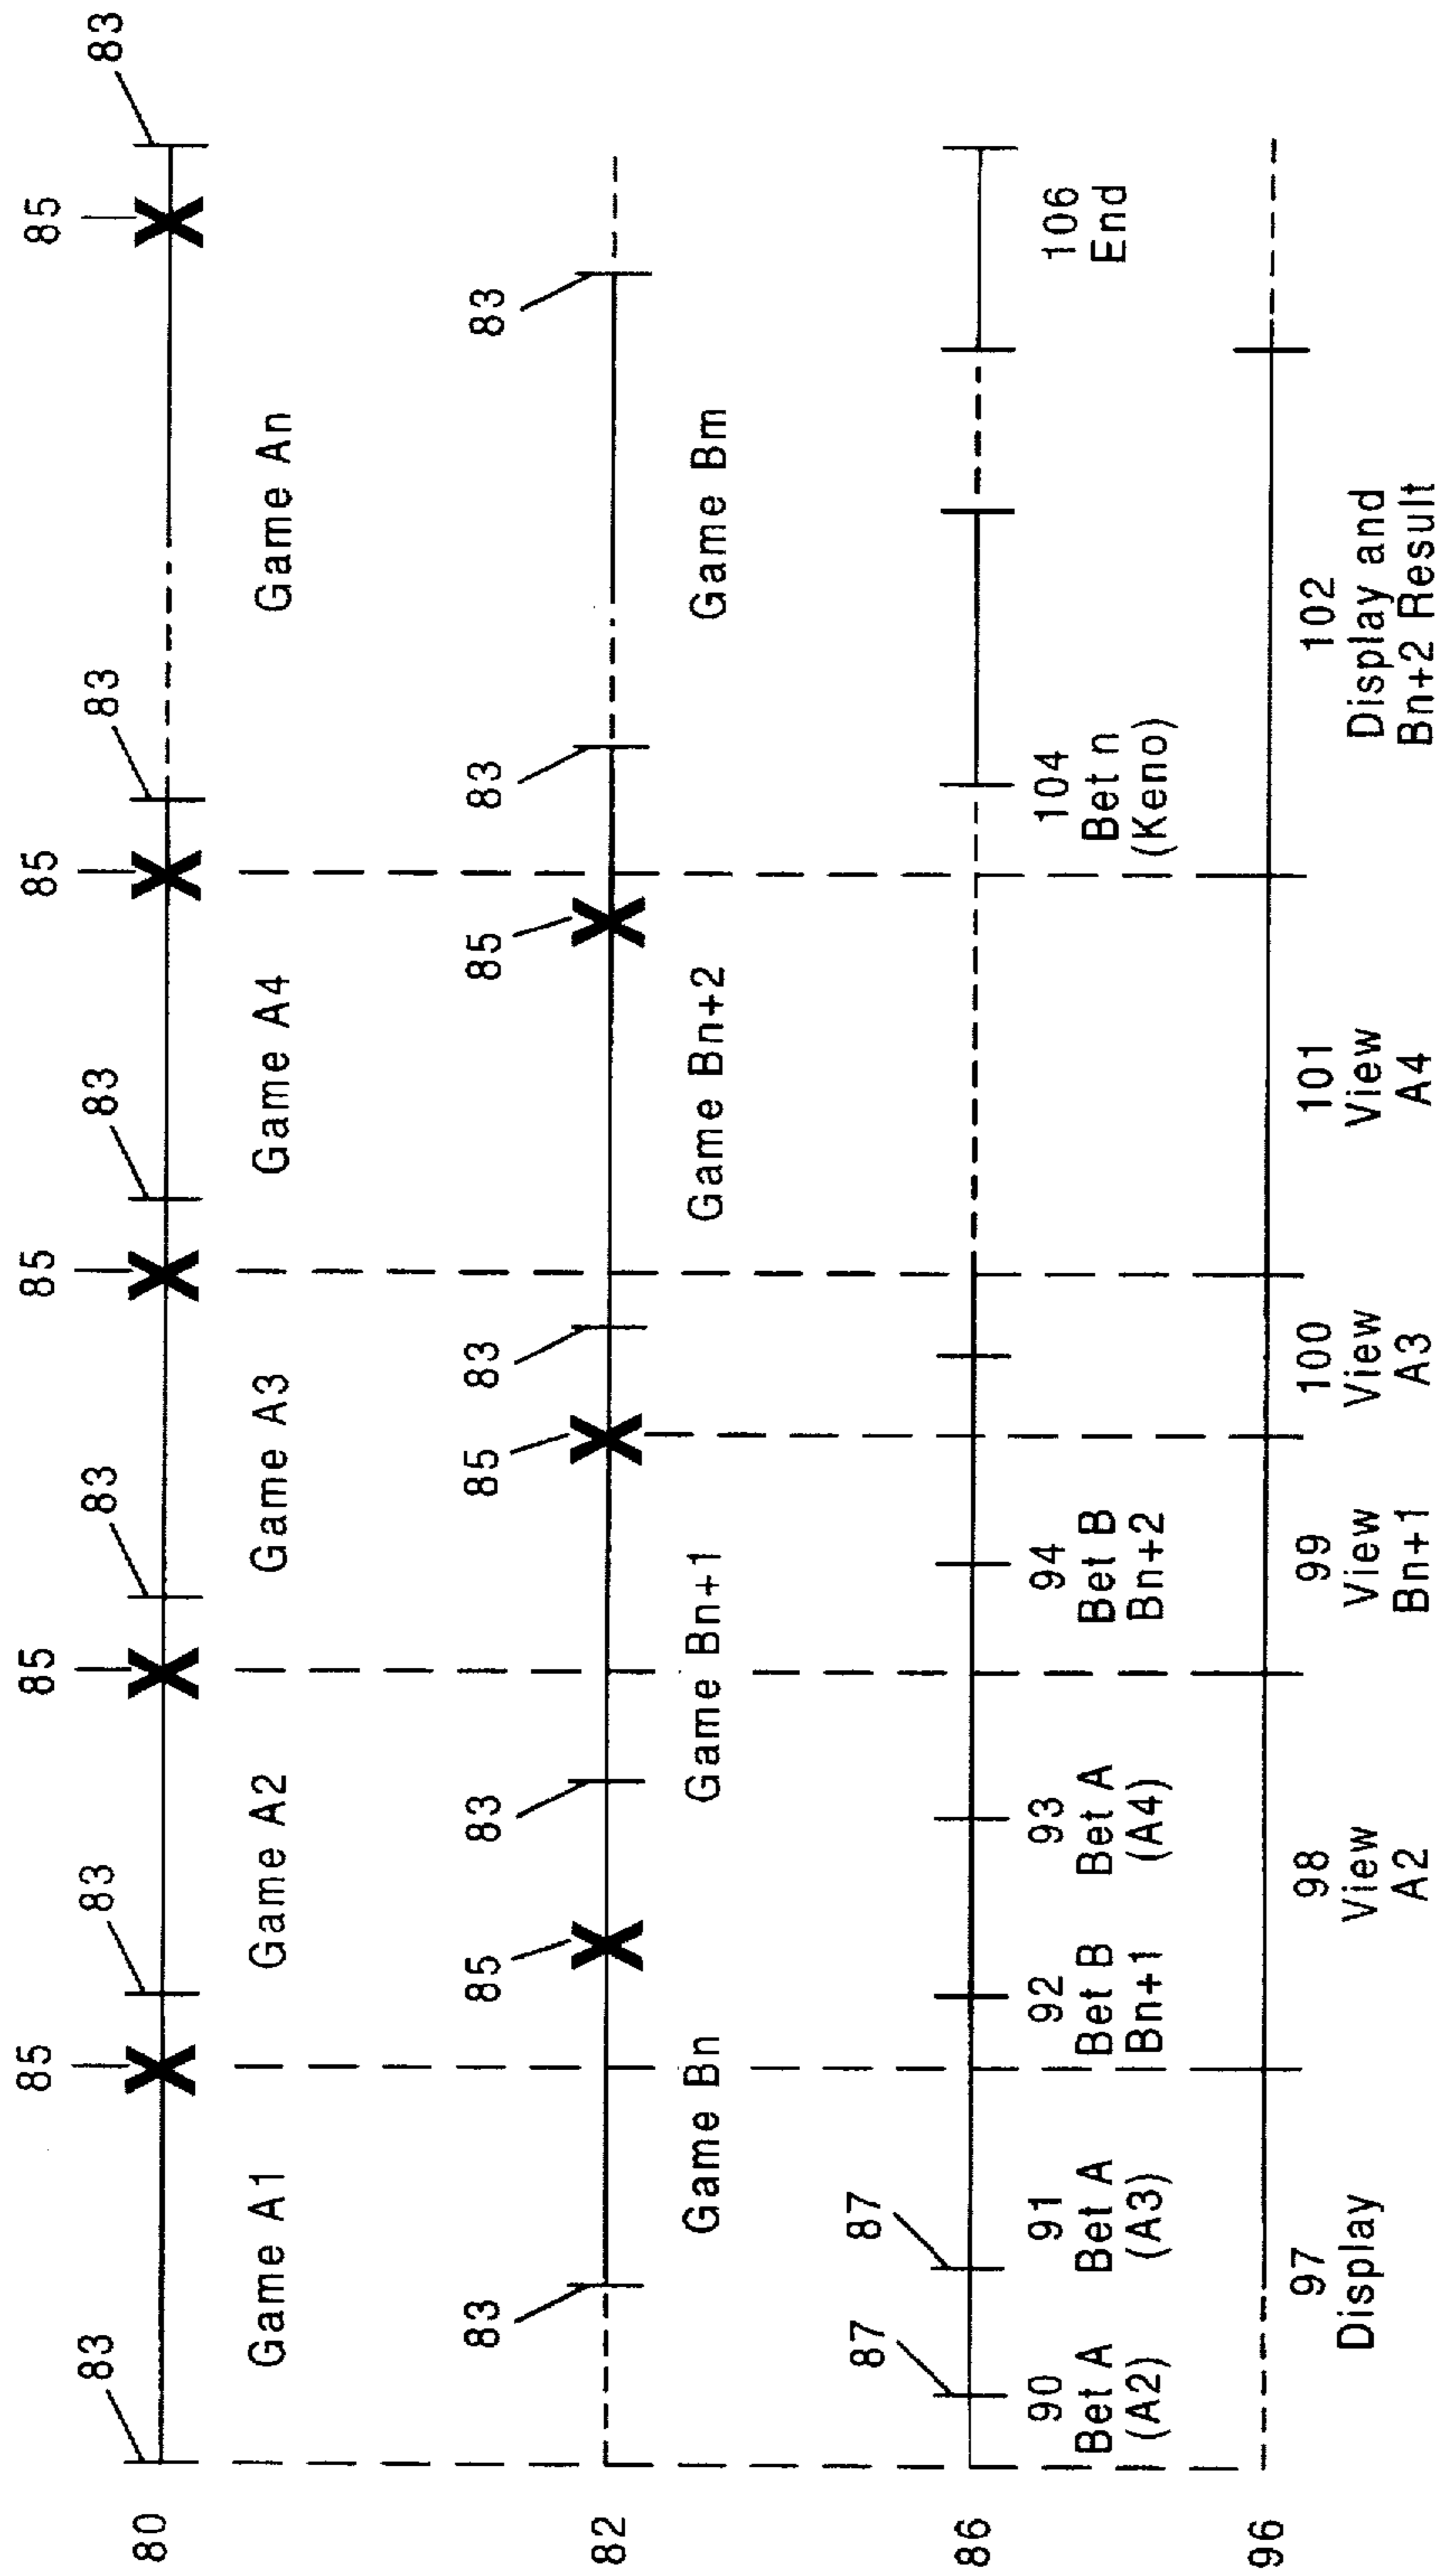 85 85 85 85 85
83 83 83 83 83 83
80
Game A1 Game A2 Game A3 Game A4 Game An
83 85 83 85 83 85 83 83
82
Game Bn Game Bn+1 Game Bn+2 Game Bm
87 87
86
90
Bet A
(A2)
91
Bet A
(A3)
92
Bet B
Bn+1
93
Bet A
(A4)
94
Bet B
Bn+2
104
Bet n
(Keno)
106
End
96
97
Display
98
View
A2
99
View
Bn+1
100
View
A3
101
View
A4
102
Display and
Bn+2 Result